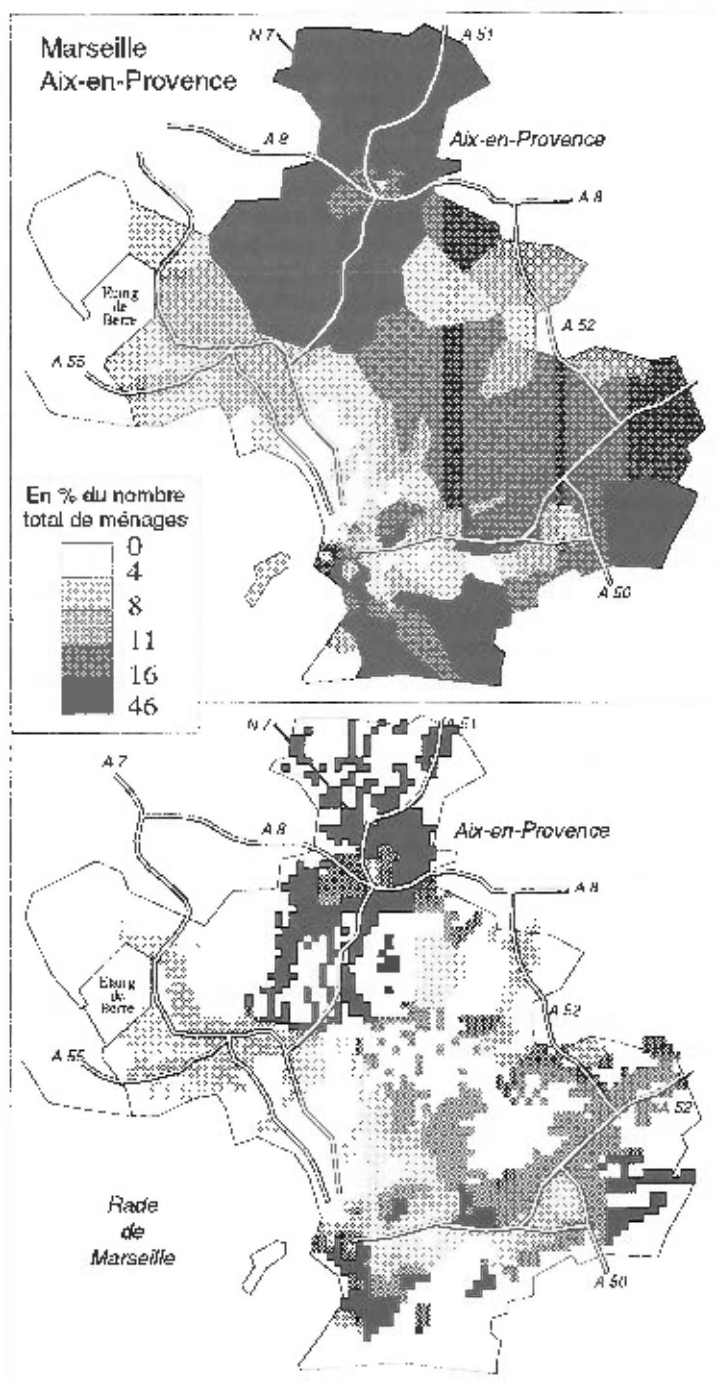 Marseille
Aix-en-Provence
N 7
A 51
A 8
Aix-en-Provence
A 8
Etang
de
Berre
A 55
A 52
En % du nombre
total de ménages
0
4
8
11
16
46
A 50
N 7
A 51
A 7
A 8
Aix-en-Provence
A 8
Etang
de
Berre
A 52
A 55
A 52
Rade
de
Marseille
A 50